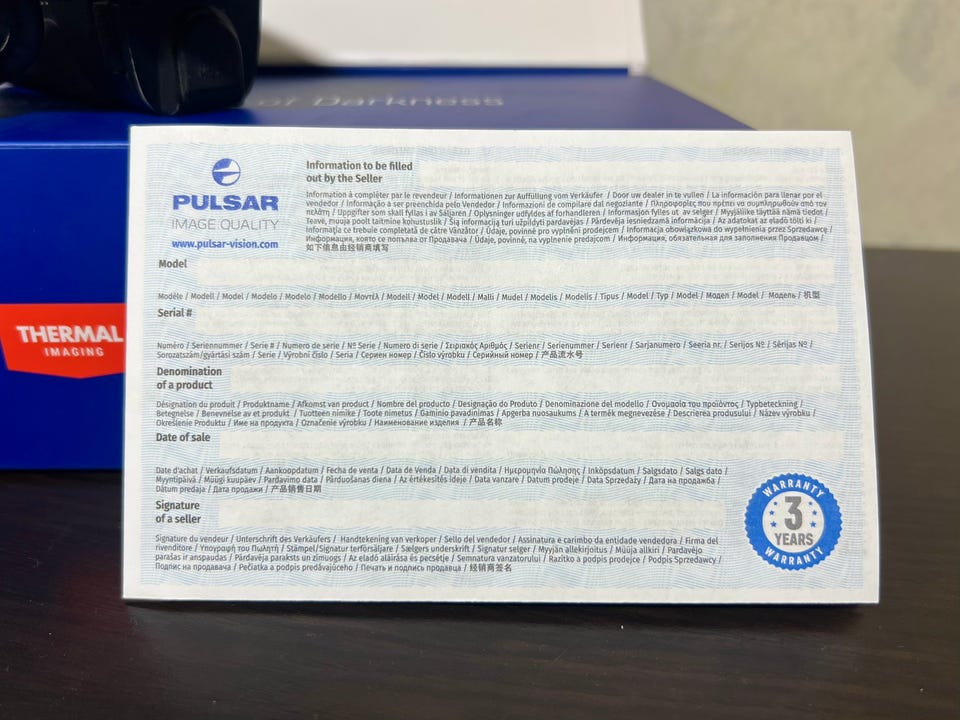 of Darkness
THERMAL
IMAGING
PULSAR
IMAGE QUALITY
www.pulsar-vision.com
Information to be filled
out by the Seller
Information à compléter par le revendeur / Informationen zur Auffüllung vom Verkäufer / Door uw dealer in te vullen / La información para llenar por el
vendedor / Informação a ser preenchida pelo Vendedor / Informazioni da compilare dal negoziante / Πληροφορίες που πρέπει να συμπληρωθούν από τον
πελάτη / Uppgifter som skall fyllas i av Säljaren / Oplysninger udfyldes af forhandleren / Informasjon fylles ut av selger / Myyjäliike täyttää nämä tiedot /
Teave, muoja poolt taitmine kohustuslik / Šią informaciją turi užpildyti pardavėjas / Pārdevēja iesniedzamā informācija / Az adatokat az eladó tölti ki /
Informația ce trebuie completată de către Vânzător / Údaje, povinné pro vyplnění prodejcem / Informacja obowiązkowa do wypełnienia przez Sprzedawcę /
Информация, която се попълва от Продавача / Údaje, povinné, na vyplnenie predajcom / Информация, обязательная для заполнения Продавцом /
如下信息由经销商填写
Model
Modèle / Modell / Model / Modelo / Modelo / Modello / Μοντέλ / Modell / Model / Modell / Malli / Mudel / Modelis / Modelis / Típus / Model / Typ / Model / Модел / Model / Модель / 机型
Serial #
Numéro / Seriennummer / Serie # / Numero de serie / Nº Serie / Numero di serie / Σειριακός Αριθμός / Serienr / Serienummer / Serienr / Sarjanumero / Seeria nr. / Serijos Nº / Sērijas Nº /
Sorozatszám/gyártási szám / Serie / Výrobní číslo / Seria / Сериен номер / Číslo výrobku / Серийный номер / 产品流水号
Denomination
of a product
Désignation du produit / Produktname / Afkomst van product / Nombre del producto / Designação do Produto / Denominazione del modello / Ονομασία του προϊόντος / Typbeteckning /
Betegnelse / Benevnelse av et produkt / Tuotteen nimike / Toote nimetus / Gaminio pavadinimas / Apgerba nuosaukums / A termék megnevezése / Descrierea produsului / Název výrobku /
Określenie Produktu / Име на продукта / Označenie výrobku / Наименование изделия / 产品名称
Date of sale
Date d'achat / Verkaufsdatum / Aankoopdatum / Fecha de venta / Data de Venda / Data di vendita / Ημερομηνία Πώλησης / Inköpsdatum / Salgsdato / Salgs dato /
Myyntipäivä / Müügi kuupäev / Pardavimo data / Pārduošanas diena / Az értékesítés ideje / Data vanzare / Datum prodeje / Data Sprzedaży / Дата на продажба /
Dátum predaja / Дата продажи / 产品销售日期
Signature
of a seller
Signature du vendeur / Unterschrift des Verkäufers / Handtekening van verkoper / Sello del vendedor / Assinatura e carimbo da entidade vendedora / Firma del
rivenditore / Υπογραφή του Πωλητή / Stämpel/Signatur terförsäljare / Sælgers underskrift / Signatur selger / Myyjän allekirjoitus / Müüja allkiri / Pardavėjo
parašas ir anspaudas / Pārdavēja paraksts un zimuogs / Az eladó aláírása és pecsétje / Semnatura vanzatorului / Razítko a podpis prodejce / Podpis Sprzedawcy /
Подпис на продавача / Pečiatka a podpis predávajúceho / Печать и подпись продавца / 经销商签名
WARRANTY
3
YEARS
WARRANTY